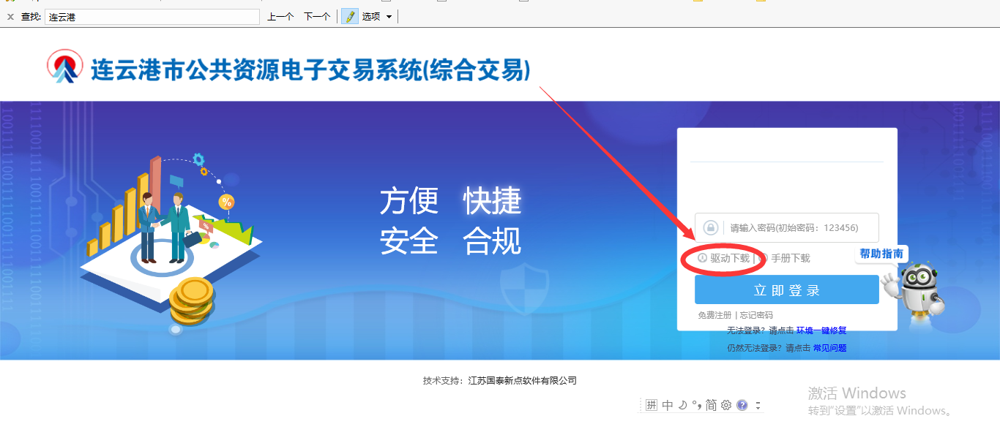 查找: 连云港 上一个 下一个 选项
连云港市公共资源电子交易系统(综合交易)
方便 快捷
安全 合规
%
%
请输入密码(初始密码：123456)
驱动下载 | 手册下载
帮助指南
立即登录
免费注册 | 忘记密码
无法登录? 请点击 环境一键修复
仍然无法登录? 请点击 常见问题
技术支持：江苏国泰新点软件有限公司
激活 Windows
转到"设置"以激活 Windows。
拼 中 简